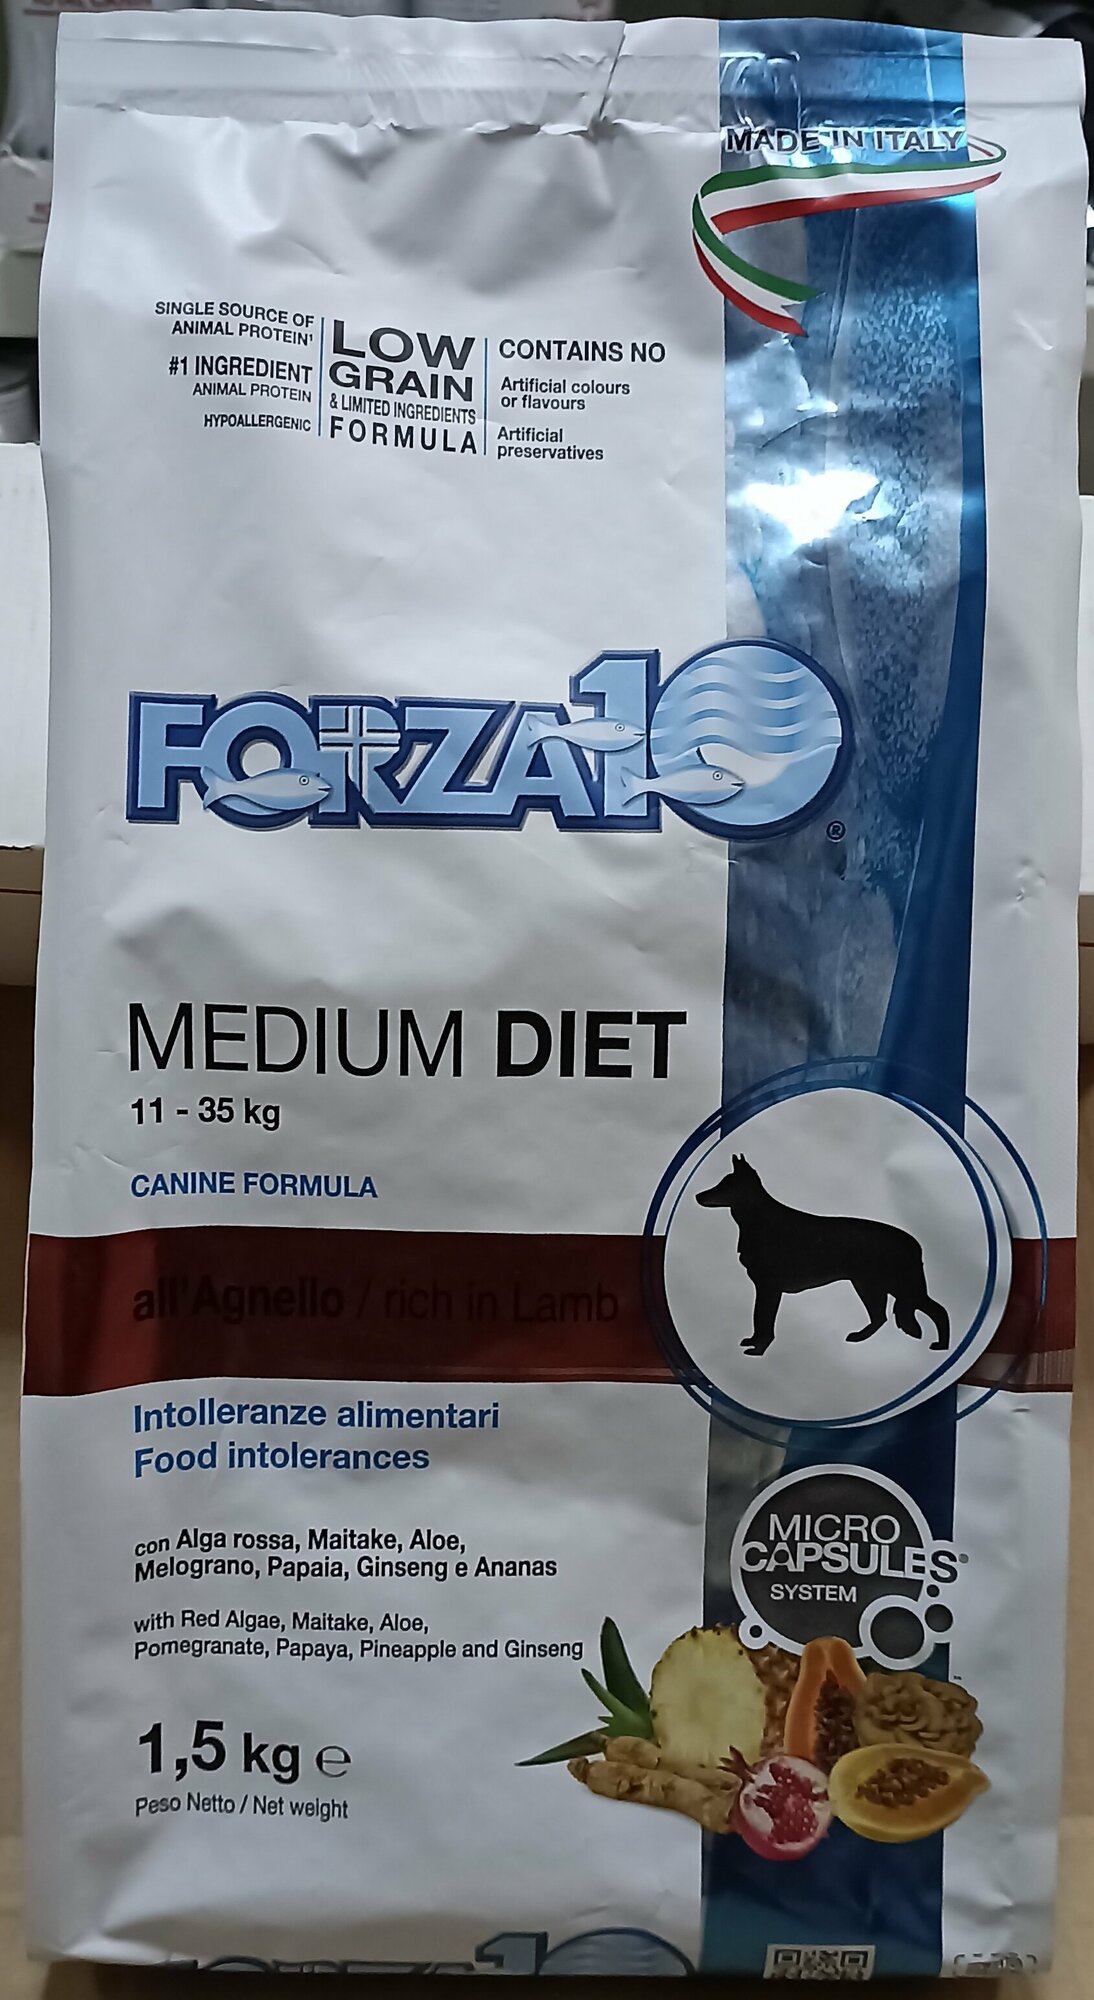 MADE IN ITALY
SINGLE SOURCE OF
ANIMAL PROTEIN¹
#1 INGREDIENT
ANIMAL PROTEIN
HYPOALLERGENIC
LOW
GRAIN
& LIMITED INGREDIENTS
FORMULA
CONTAINS NO
Artificial colours
or flavours
Artificial
preservatives
FORZA10®
MEDIUM DIET
11 - 35 kg
CANINE FORMULA
all'Agnello / rich in Lamb
Intolleranze alimentari
Food intolerances
con Alga rossa, Maitake, Aloe,
Melograno, Papaia, Ginseng e Ananas
with Red Algae, Maitake, Aloe,
Pomegranate, Papaya, Pineapple and Ginseng
MICRO
CAPSULES®
SYSTEM
1,5 kg ℮
Peso Netto / Net weight